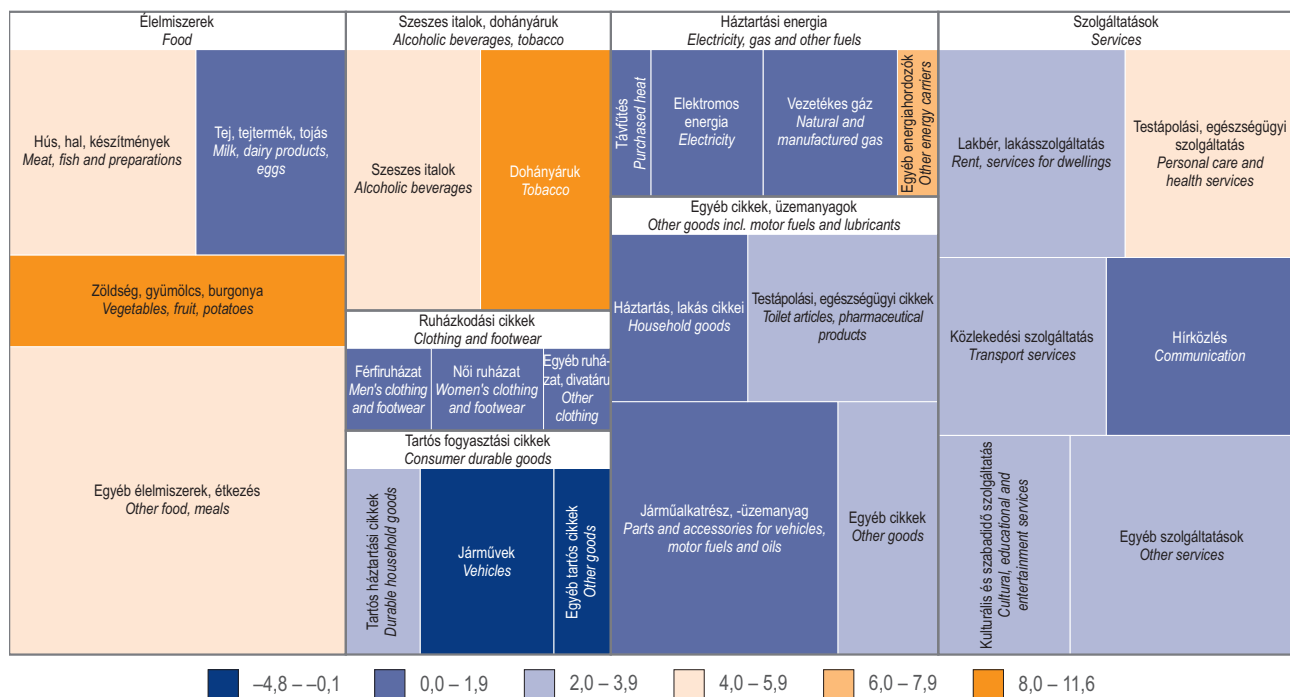 Élelmiszerek
Food
Hús, hal, készítmények
Meat, fish and preparations
Tej, tejtermék, tojás
Milk, dairy products,
eggs
Zöldség, gyümölcs, burgonya
Vegetables, fruit, potatoes
Egyéb élelmiszerek, étkezés
Other food, meals
Szeszes italok, dohányáruk
Alcoholic beverages, tobacco
Szeszes italok
Alcoholic beverages
Dohányáruk
Tobacco
Ruházkodási cikkek
Clothing and footwear
Férfiruházat
Men's clothing
and footwear
Női ruházat
Women's clothing
and footwear
Egyéb ruhá-
zat, divatáru
Other
clothing
Tartós fogyasztási cikkek
Consumer durable goods
Tartós háztartási cikkek
Durable household goods
Járművek
Vehicles
Egyéb tartós cikkek
Other goods
Háztartási energia
Electricity, gas and other fuels
Távfűtés
Purchased heat
Elektromos
energia
Electricity
Vezetékes gáz
Natural and
manufactured gas
Egyéb energiahordozók
Other energy carriers
Egyéb cikkek, üzemanyagok
Other goods incl. motor fuels and lubricants
Háztartás, lakás cikkei
Household goods
Testápolási, egészségügyi cikkek
Toilet articles, pharmaceutical
products
Járműalkatrész, -üzemanyag
Parts and accessories for vehicles,
motor fuels and oils
Egyéb cikkek
Other goods
Szolgáltatások
Services
Lakbér, lakásszolgáltatás
Rent, services for dwellings
Testápolási, egészségügyi
szolgáltatás
Personal care and
health services
Közlekedési szolgáltatás
Transport services
Hírközlés
Communication
Kulturális és szabadidő szolgáltatás
Cultural, educational and
entertainment services
Egyéb szolgáltatások
Other services
–4,8 – –0,1
0,0 – 1,9
2,0 – 3,9
4,0 – 5,9
6,0 – 7,9
8,0 – 11,6